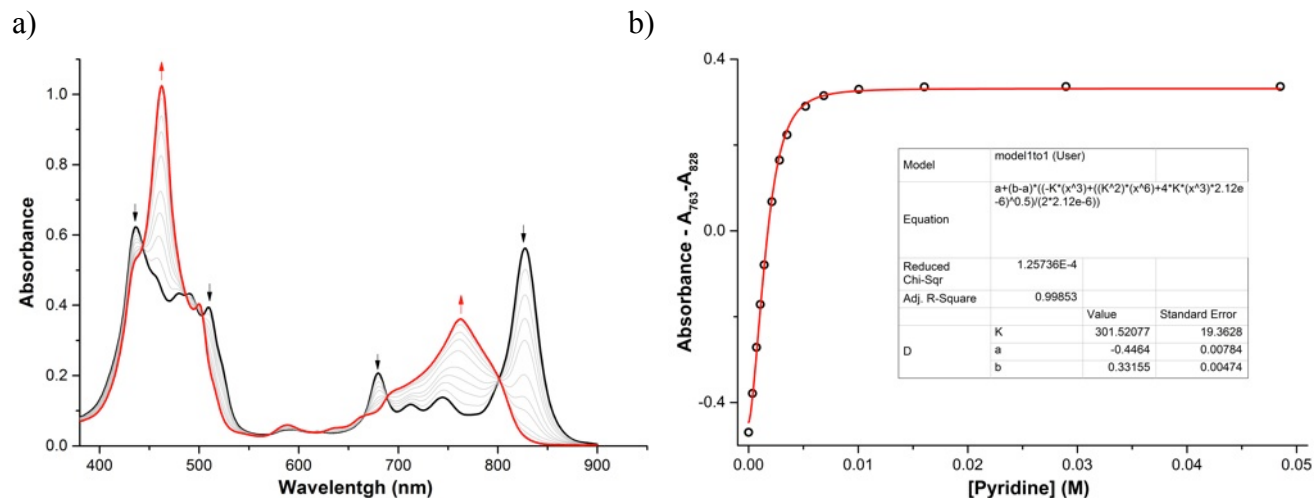 a)
b)
Absorbance
1.0
0.8
0.6
0.4
0.2
0.0
400
500
600
700
800
900
Wavelentgh (nm)
Absorbance - A763-A828
0.4
0.0
-0.4
Model
model1to1 (User)
Equation
a+(b-a)*((-K*(x^3)+((K^2)*(x^6)+4*K*(x^3)*2.12e
-6)^0.5)/(2*2.12e-6))
Reduced
Chi-Sqr
1.25736E-4
Adj. R-Square
0.99853
Value
Standard Error
D
K
301.52077
19.3628
a
-0.4464
0.00784
b
0.33155
0.00474
0.00
0.01
0.02
0.03
0.04
0.05
[Pyridine] (M)